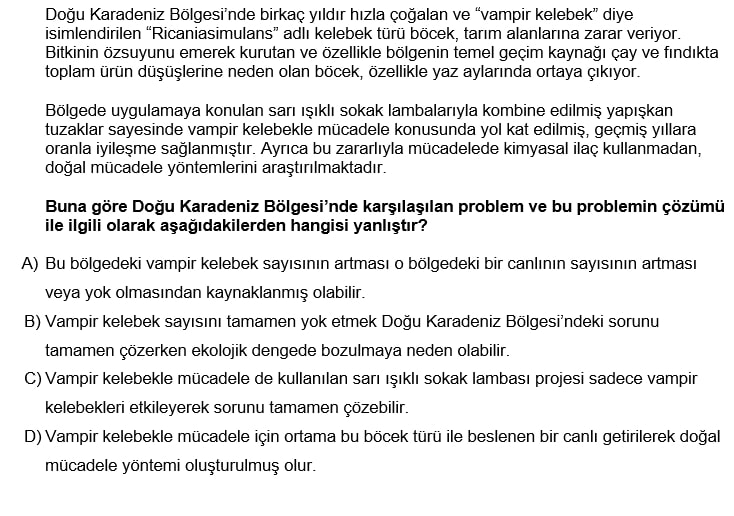 Doğu Karadeniz Bölgesi’nde birkaç yıldır hızla çoğalan ve “vampir kelebek” diye
isimlendirilen “Ricaniasimulans” adlı kelebek türü böcek, tarım alanlarına zarar veriyor.
Bitkinin özsuyunu emerek kurutan ve özellikle bölgenin temel geçim kaynağı çay ve fındıkta
toplam ürün düşüşlerine neden olan böcek, özellikle yaz aylarında ortaya çıkıyor.
Bölgede uygulamaya konulan sarı ışıklı sokak lambalarıyla kombine edilmiş yapışkan
tuzaklar sayesinde vampir kelebekle mücadele konusunda yol kat edilmiş, geçmiş yıllara
oranla iyileşme sağlanmıştır. Ayrıca bu zararlıyla mücadelede kimyasal ilaç kullanmadan,
doğal mücadele yöntemlerini araştırılmaktadır.
Buna göre Doğu Karadeniz Bölgesi’nde karşılaşılan problem ve bu problemin çözümü
ile ilgili olarak aşağıdakilerden hangisi yanlıştır?
A) Bu bölgedeki vampir kelebek sayısının artması o bölgedeki bir canlının sayısının artması
veya yok olmasından kaynaklanmış olabilir.
B) Vampir kelebek sayısını tamamen yok etmek Doğu Karadeniz Bölgesi’ndeki sorunu
tamamen çözerken ekolojik dengede bozulmaya neden olabilir.
C) Vampir kelebekle mücadele de kullanılan sarı ışıklı sokak lambası projesi sadece vampir
kelebekleri etkileyerek sorunu tamamen çözebilir.
D) Vampir kelebekle mücadele için ortama bu böcek türü ile beslenen bir canlı getirilerek doğal
mücadele yöntemi oluşturulmuş olur.